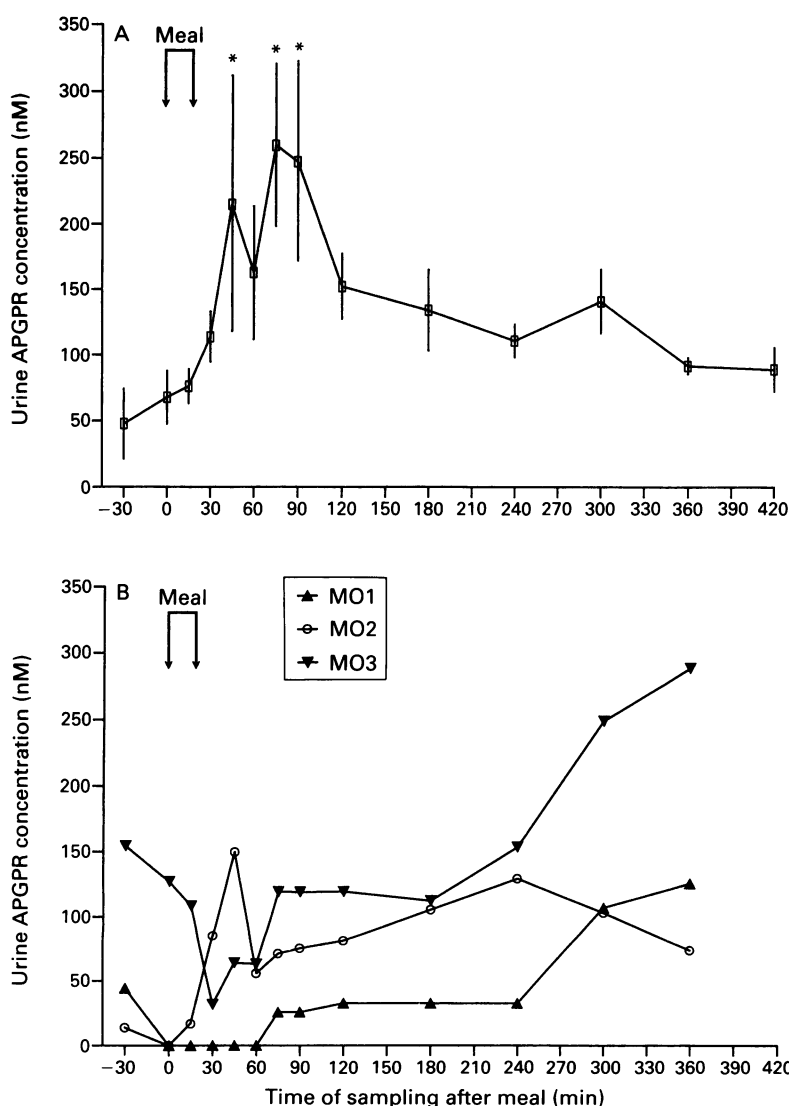 A
Meal
* * *
Urine APGPR concentration (nM)
350
300
250
200
150
100
50
0
−30 0 30 60 90 120 150 180 210 240 270 300 330 360 390 420
B
Meal
MO1
MO2
MO3
Urine APGPR concentration (nM)
350
300
250
200
150
100
50
0
−30 0 30 60 90 120 150 180 210 240 270 300 330 360 390 420
Time of sampling after meal (min)